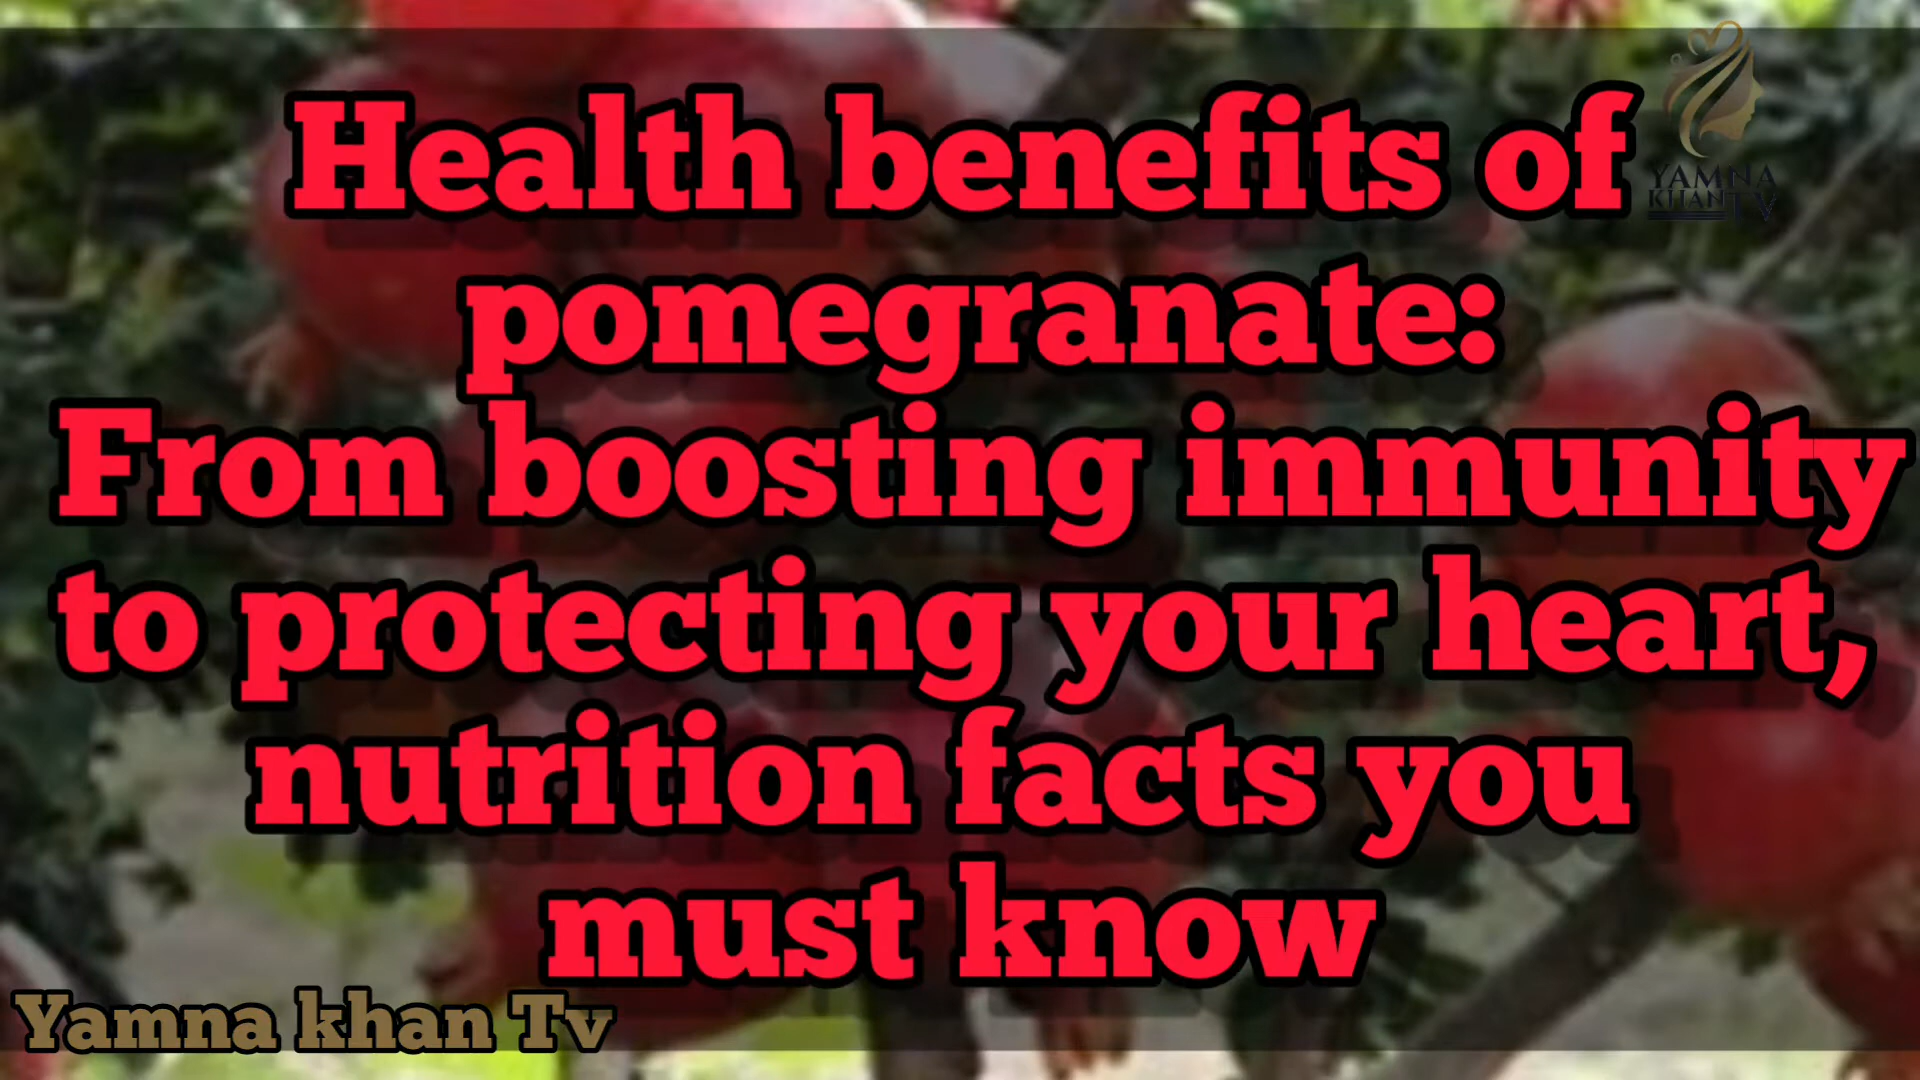 Health benefits of
pomegranate:
From boosting immunity
to protecting your heart,
nutrition facts you
must know
YAMNA
KHAN TV
Yamna khan Tv